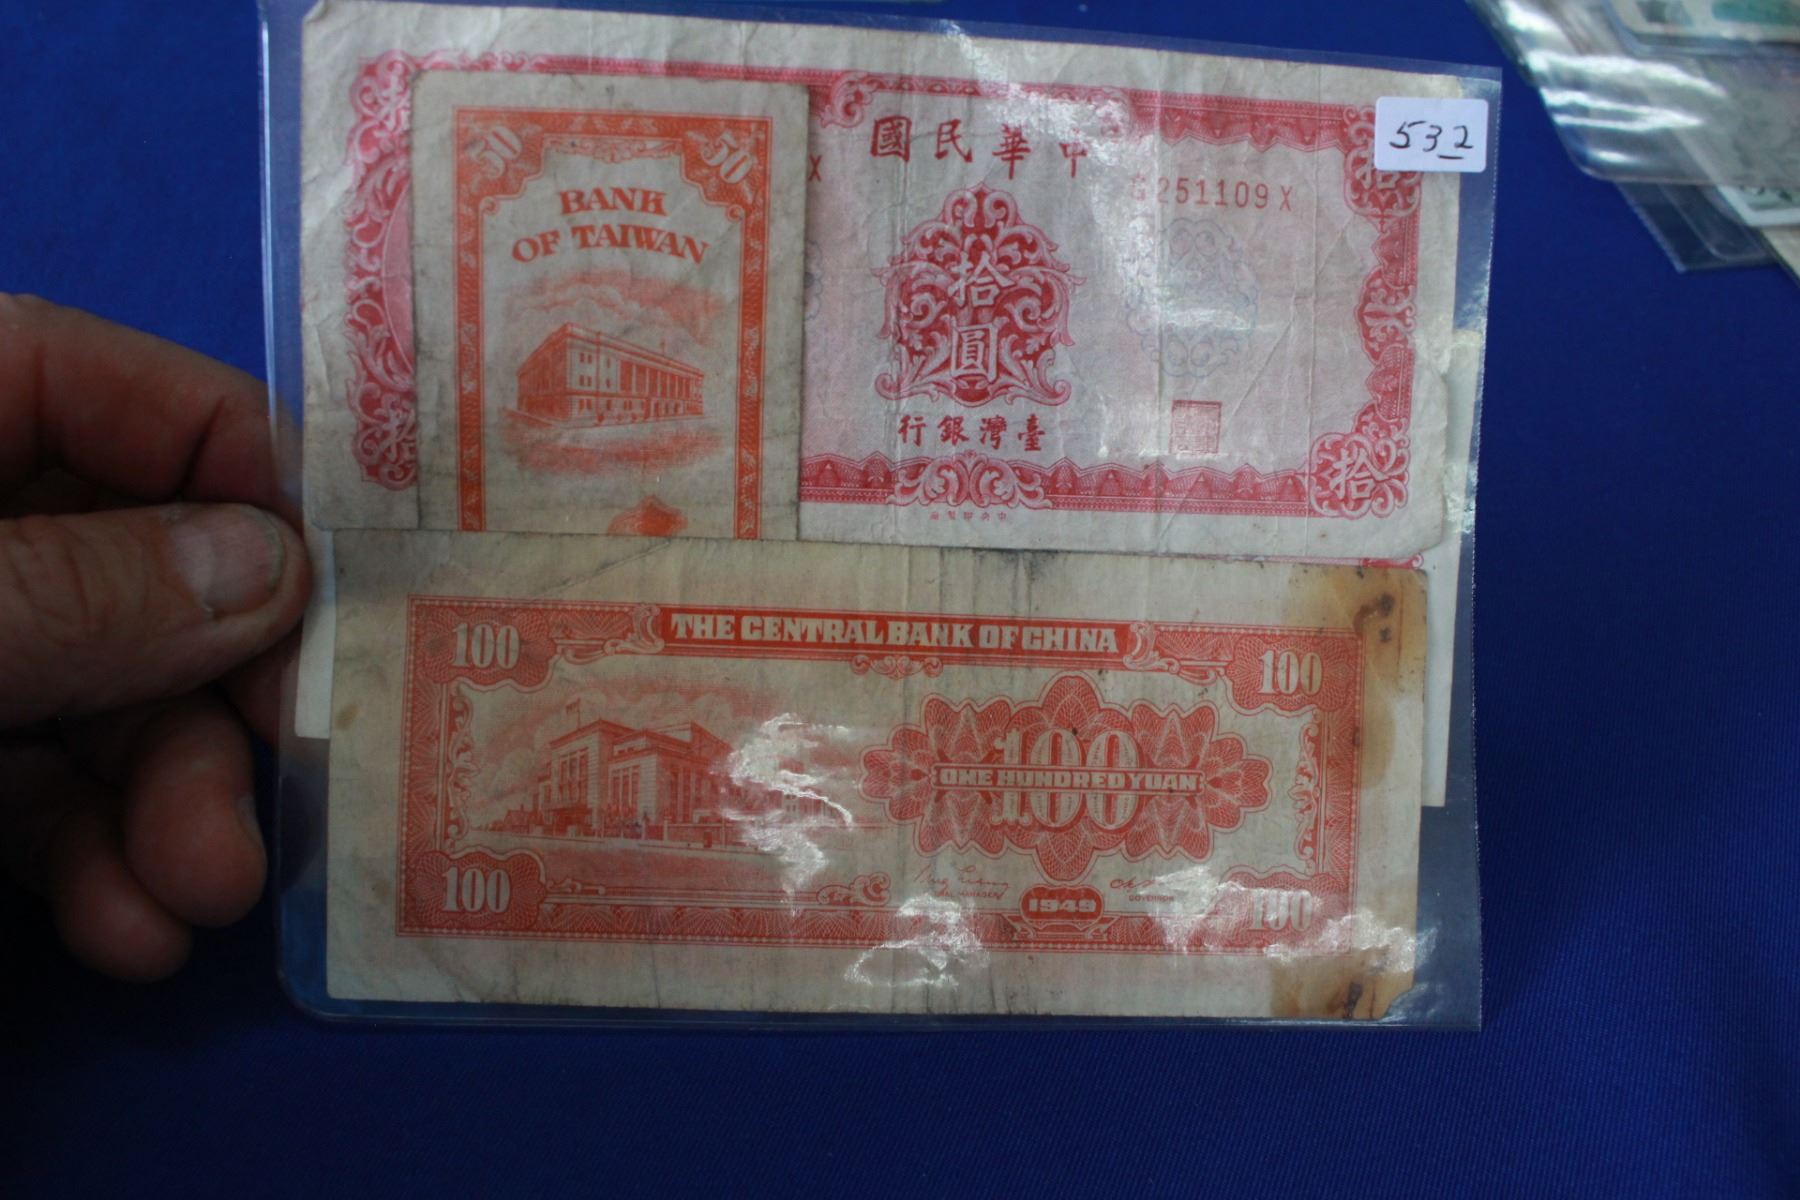 532
國民華中
X
G251109X
拾
圓
行銀灣臺
拾
拾
50 50
BANK
OF TAIWAN
THE CENTRAL BANK OF CHINA
100 100
100
ONE HUNDRED YUAN
100 100
GOVERNOR
1949